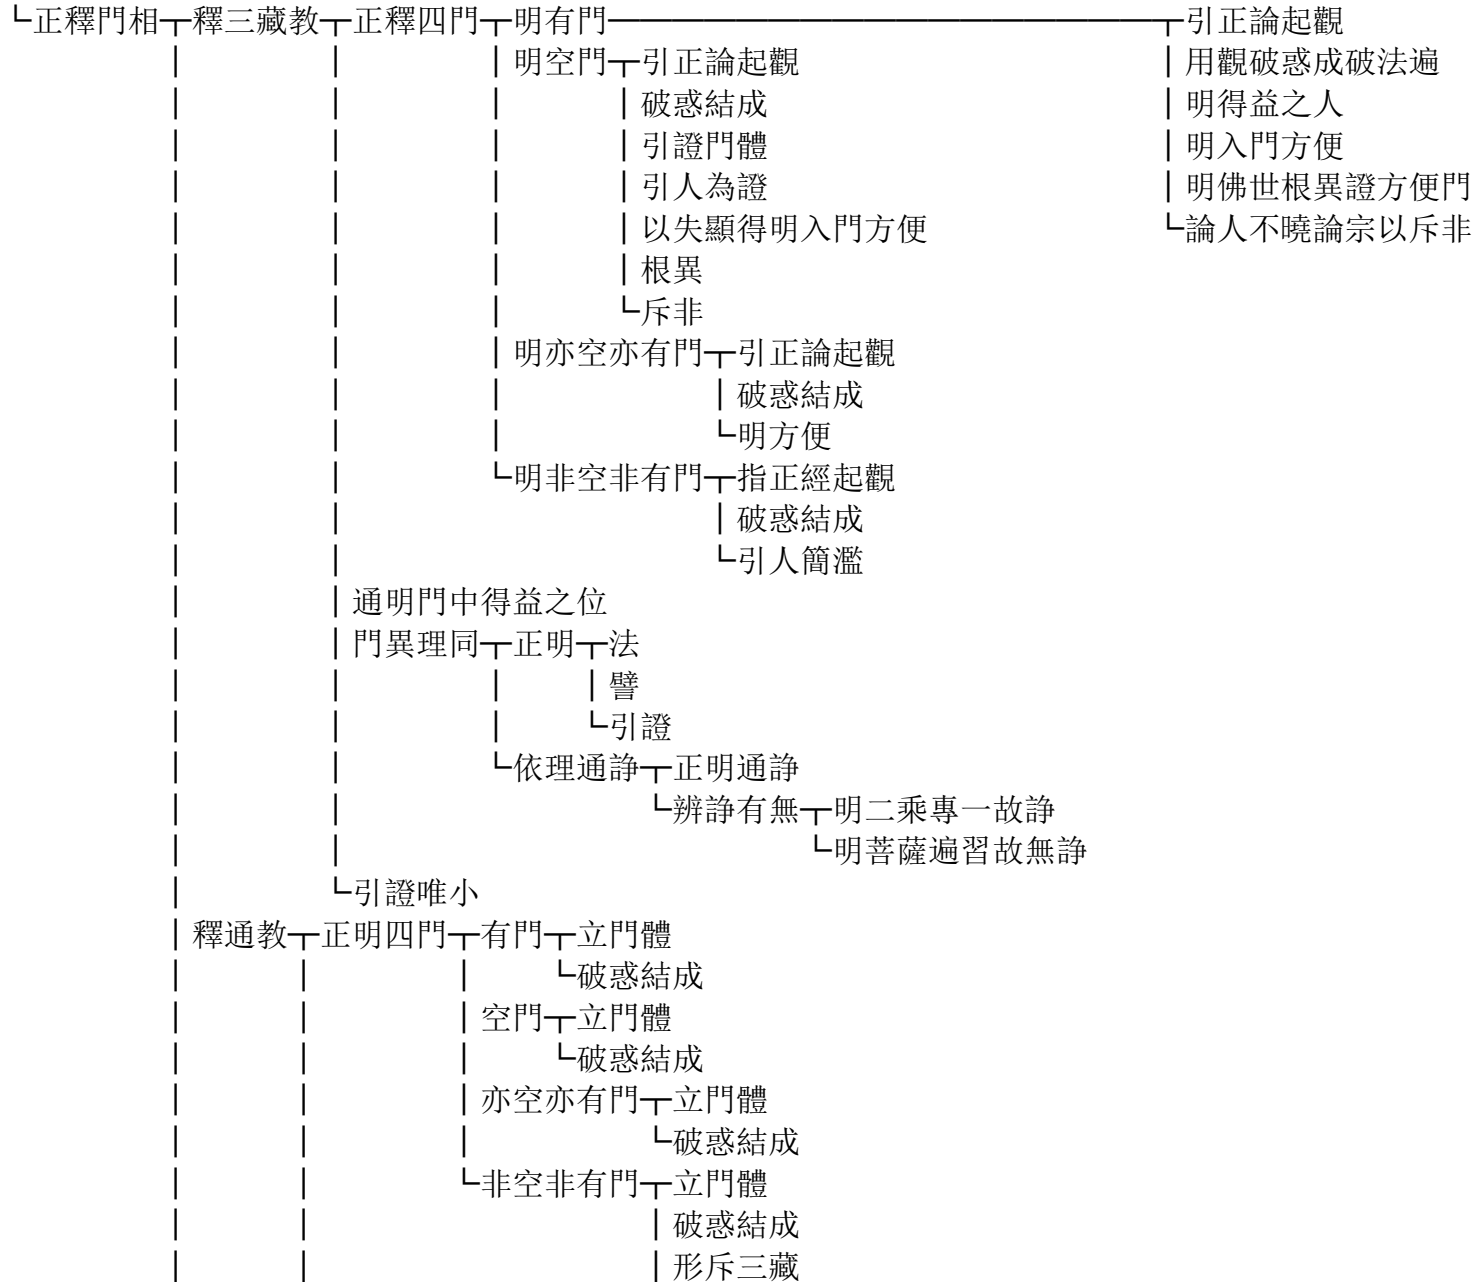 └正釋門相┬釋三藏教┬正釋四門┬明有門──────────────────┬引正論起觀
│ │ │明空門┬引正論起觀 │用觀破惑成破法遍
│ │ │ │破惑結成 │明得益之人
│ │ │ │引證門體 │明入門方便
│ │ │ │引人為證 │明佛世根異證方便門
│ │ │ │以失顯得明入門方便 └論人不曉論宗以斥非
│ │ │ │根異
│ │ │ └斥非
│ │ │明亦空亦有門┬引正論起觀
│ │ │ │破惑結成
│ │ │ └明方便
│ │ └明非空非有門┬指正經起觀
│ │ │破惑結成
│ │ └引人簡濫
│ │通明門中得益之位
│ │門異理同┬正明┬法
│ │ │ │譬
│ │ │ └引證
│ │ └依理通諍┬正明通諍
│ │ └辨諍有無┬明二乘專一故諍
│ │ └明菩薩遍習故無諍
│ └引證唯小
│釋通教┬正明四門┬有門┬立門體
│ │ │ └破惑結成
│ │ │空門┬立門體
│ │ │ └破惑結成
│ │ │亦空亦有門┬立門體
│ │ │ └破惑結成
│ │ └非空非有門┬立門體
│ │ │破惑結成
│ │ │形斥三藏